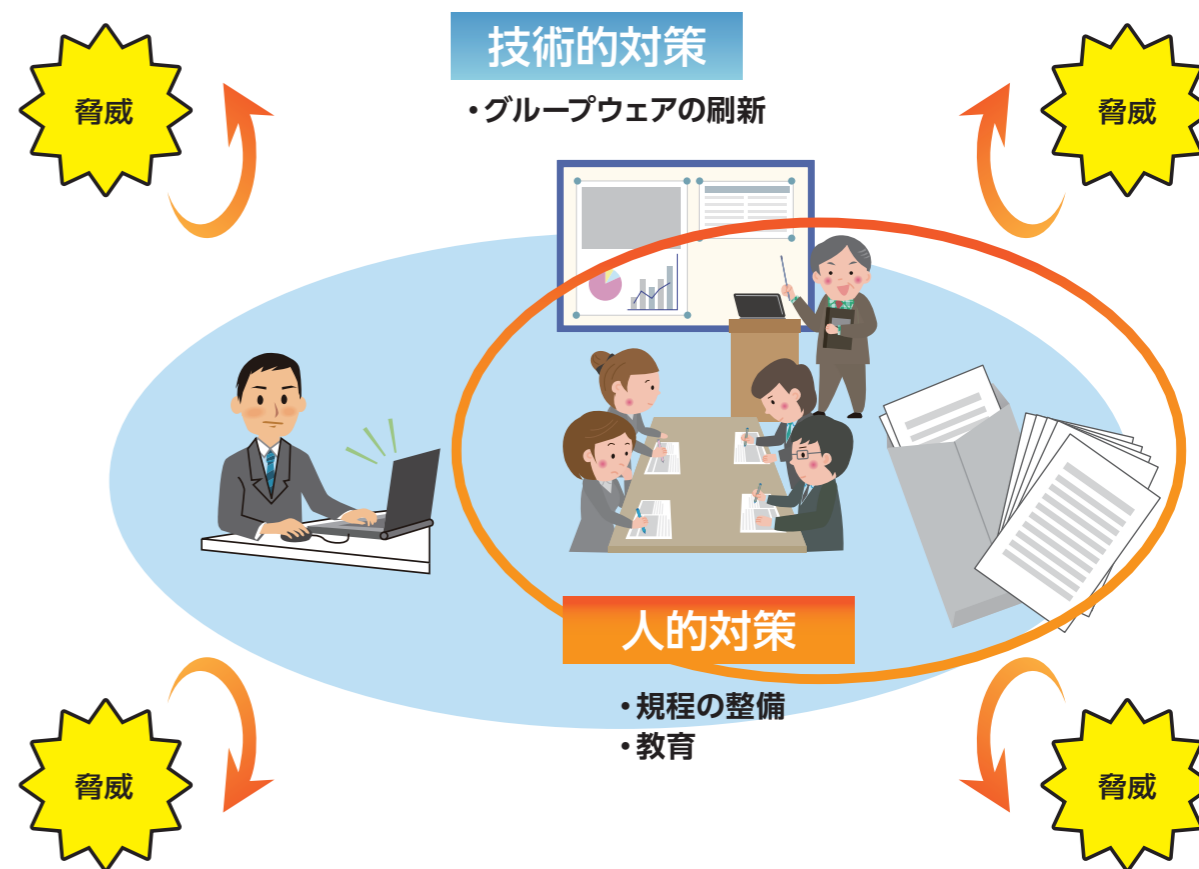 技術的対策
・グループウェアの刷新
脅威
脅威
人的対策
・規程の整備
・教育
脅威
脅威